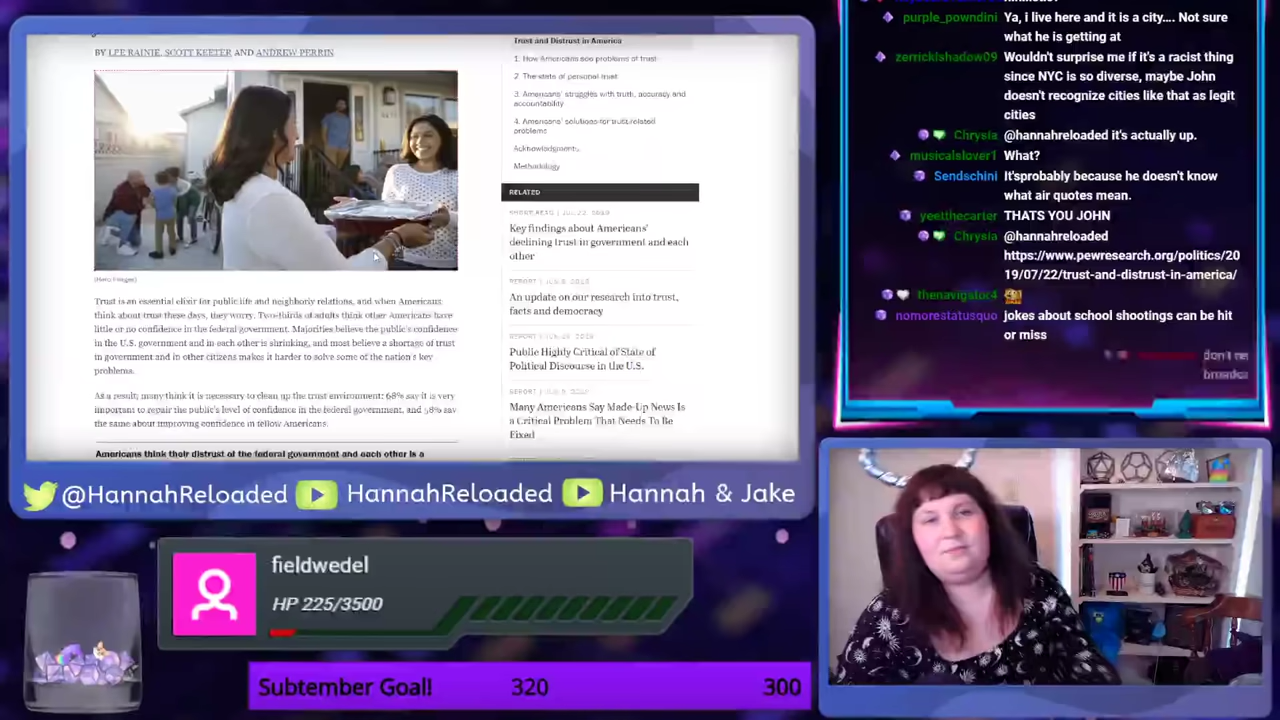 BY LEE RAINIE, SCOTT KEETER AND ANDREW PERRIN
Trust is an essential elixir for public life and neighborly relations, and when Americans
think about trust these days, they worry. Two-thirds of adults think other Americans have
little or no confidence in the federal government. Majorities believe the public's confidence
in the U.S. government and in each other is shrinking, and most believe a shortage of trust
in government and in other citizens makes it harder to solve some of the nation's key
problems.
As a result, many think it is necessary to clean up the trust environment: 68% say it is very
important to repair the public's level of confidence in the federal government, and 58% say
the same about improving confidence in fellow Americans.
Americans think their distrust of the federal government and each other is a
Trust and Distrust in America
1. How Americans see problems of trust
2. The state of personal trust
3. Americans' struggles with truth, accuracy and
accountability
4. Americans' solutions for trust-related
problems
Acknowledgments
Methodology
RELATED
Key findings about Americans'
declining trust in government and each
other
An update on our research into trust,
facts and democracy
Public Highly Critical of State of
Political Discourse in the U.S.
Many Americans Say Made-Up News Is
a Critical Problem That Needs To Be
Fixed
@HannahReloaded HannahReloaded Hannah & Jake
fieldwedel
HP 225/3500
Subtember Goal! 320 300
purple_powndini Ya, i live here and it is a city.... Not sure
what he is getting at
zerrickishadow09 Wouldn't surprise me if it's a racist thing
since NYC is so diverse, maybe John
doesn't recognize cities like that as legit
cities
Chrysia @hannahreloaded it's actually up.
musicalslover1 What?
Sendschini It'sprobably because he doesn't know
what air quotes mean.
yeetthecarter THATS YOU JOHN
Chrysia @hannahreloaded
https://www.pewresearch.org/politics/20
19/07/22/trust-and-distrust-in-america/
thenavigator4
nomorestatusquo jokes about school shootings can be hit
or miss